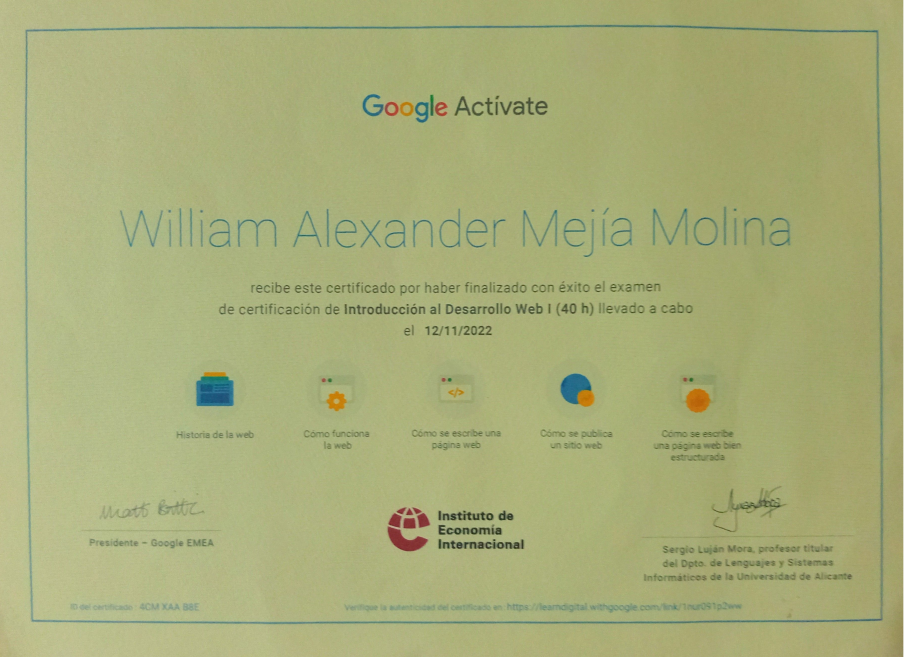 Google Actívate
William Alexander Mejía Molina
recibe este certificado por haber finalizado con éxito el examen
de certificación de Introducción al Desarrollo Web I (40 h) llevado a cabo
el 12/11/2022
Historia de la web
Cómo funciona
la web
Cómo se escribe una
página web
</>
Cómo se publica
un sitio web
Cómo se escribe
una página web bien
estructurada
Matt Brittin
Presidente – Google EMEA
Instituto de
Economía
Internacional
Sergio Luján Mora, profesor titular
del Dpto. de Lenguajes y Sistemas
Informáticos de la Universidad de Alicante
ID del certificado: 4CM XAA B8E
Verifique la autenticidad del certificado en: https://learndigital.withgoogle.com/link/1nur091p2ww